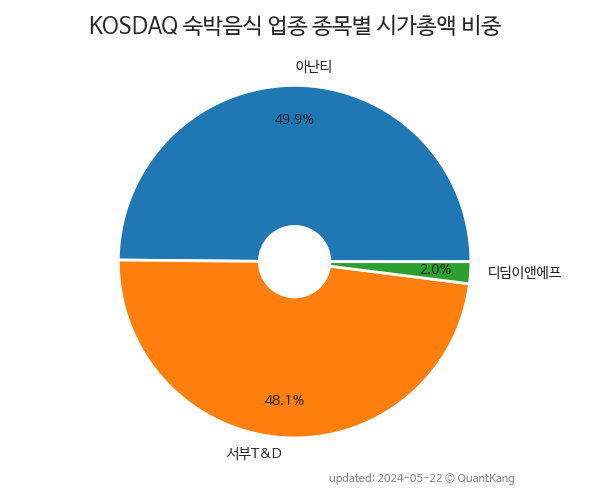 KOSDAQ 숙박음식 업종 종목별 시가총액 비중
아난티
49.9%
2.0%
디딤이앤에프
48.1%
서부T&D
updated: 2024-05-22 © QuantKang